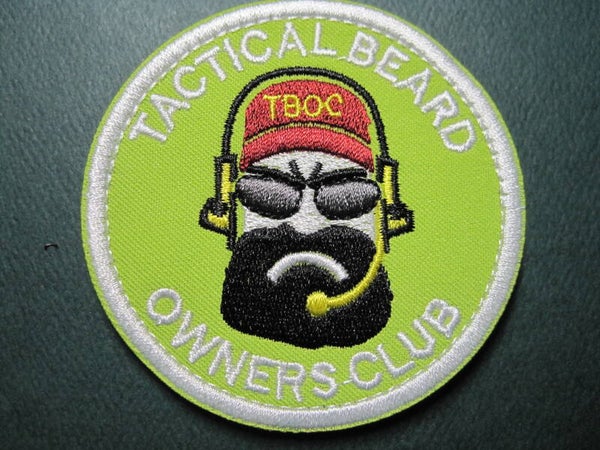 TACTICAL BEARD
TBOC
OWNERS CLUB